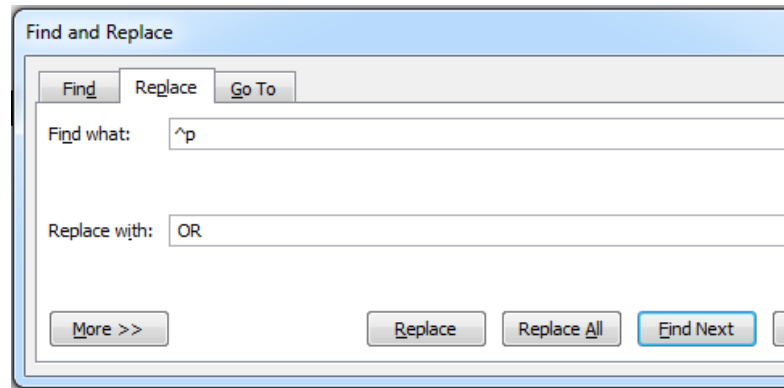 Find and Replace
Find Replace Go To
Find what: ^p
Replace with: OR
More >> Replace Replace All Find Next